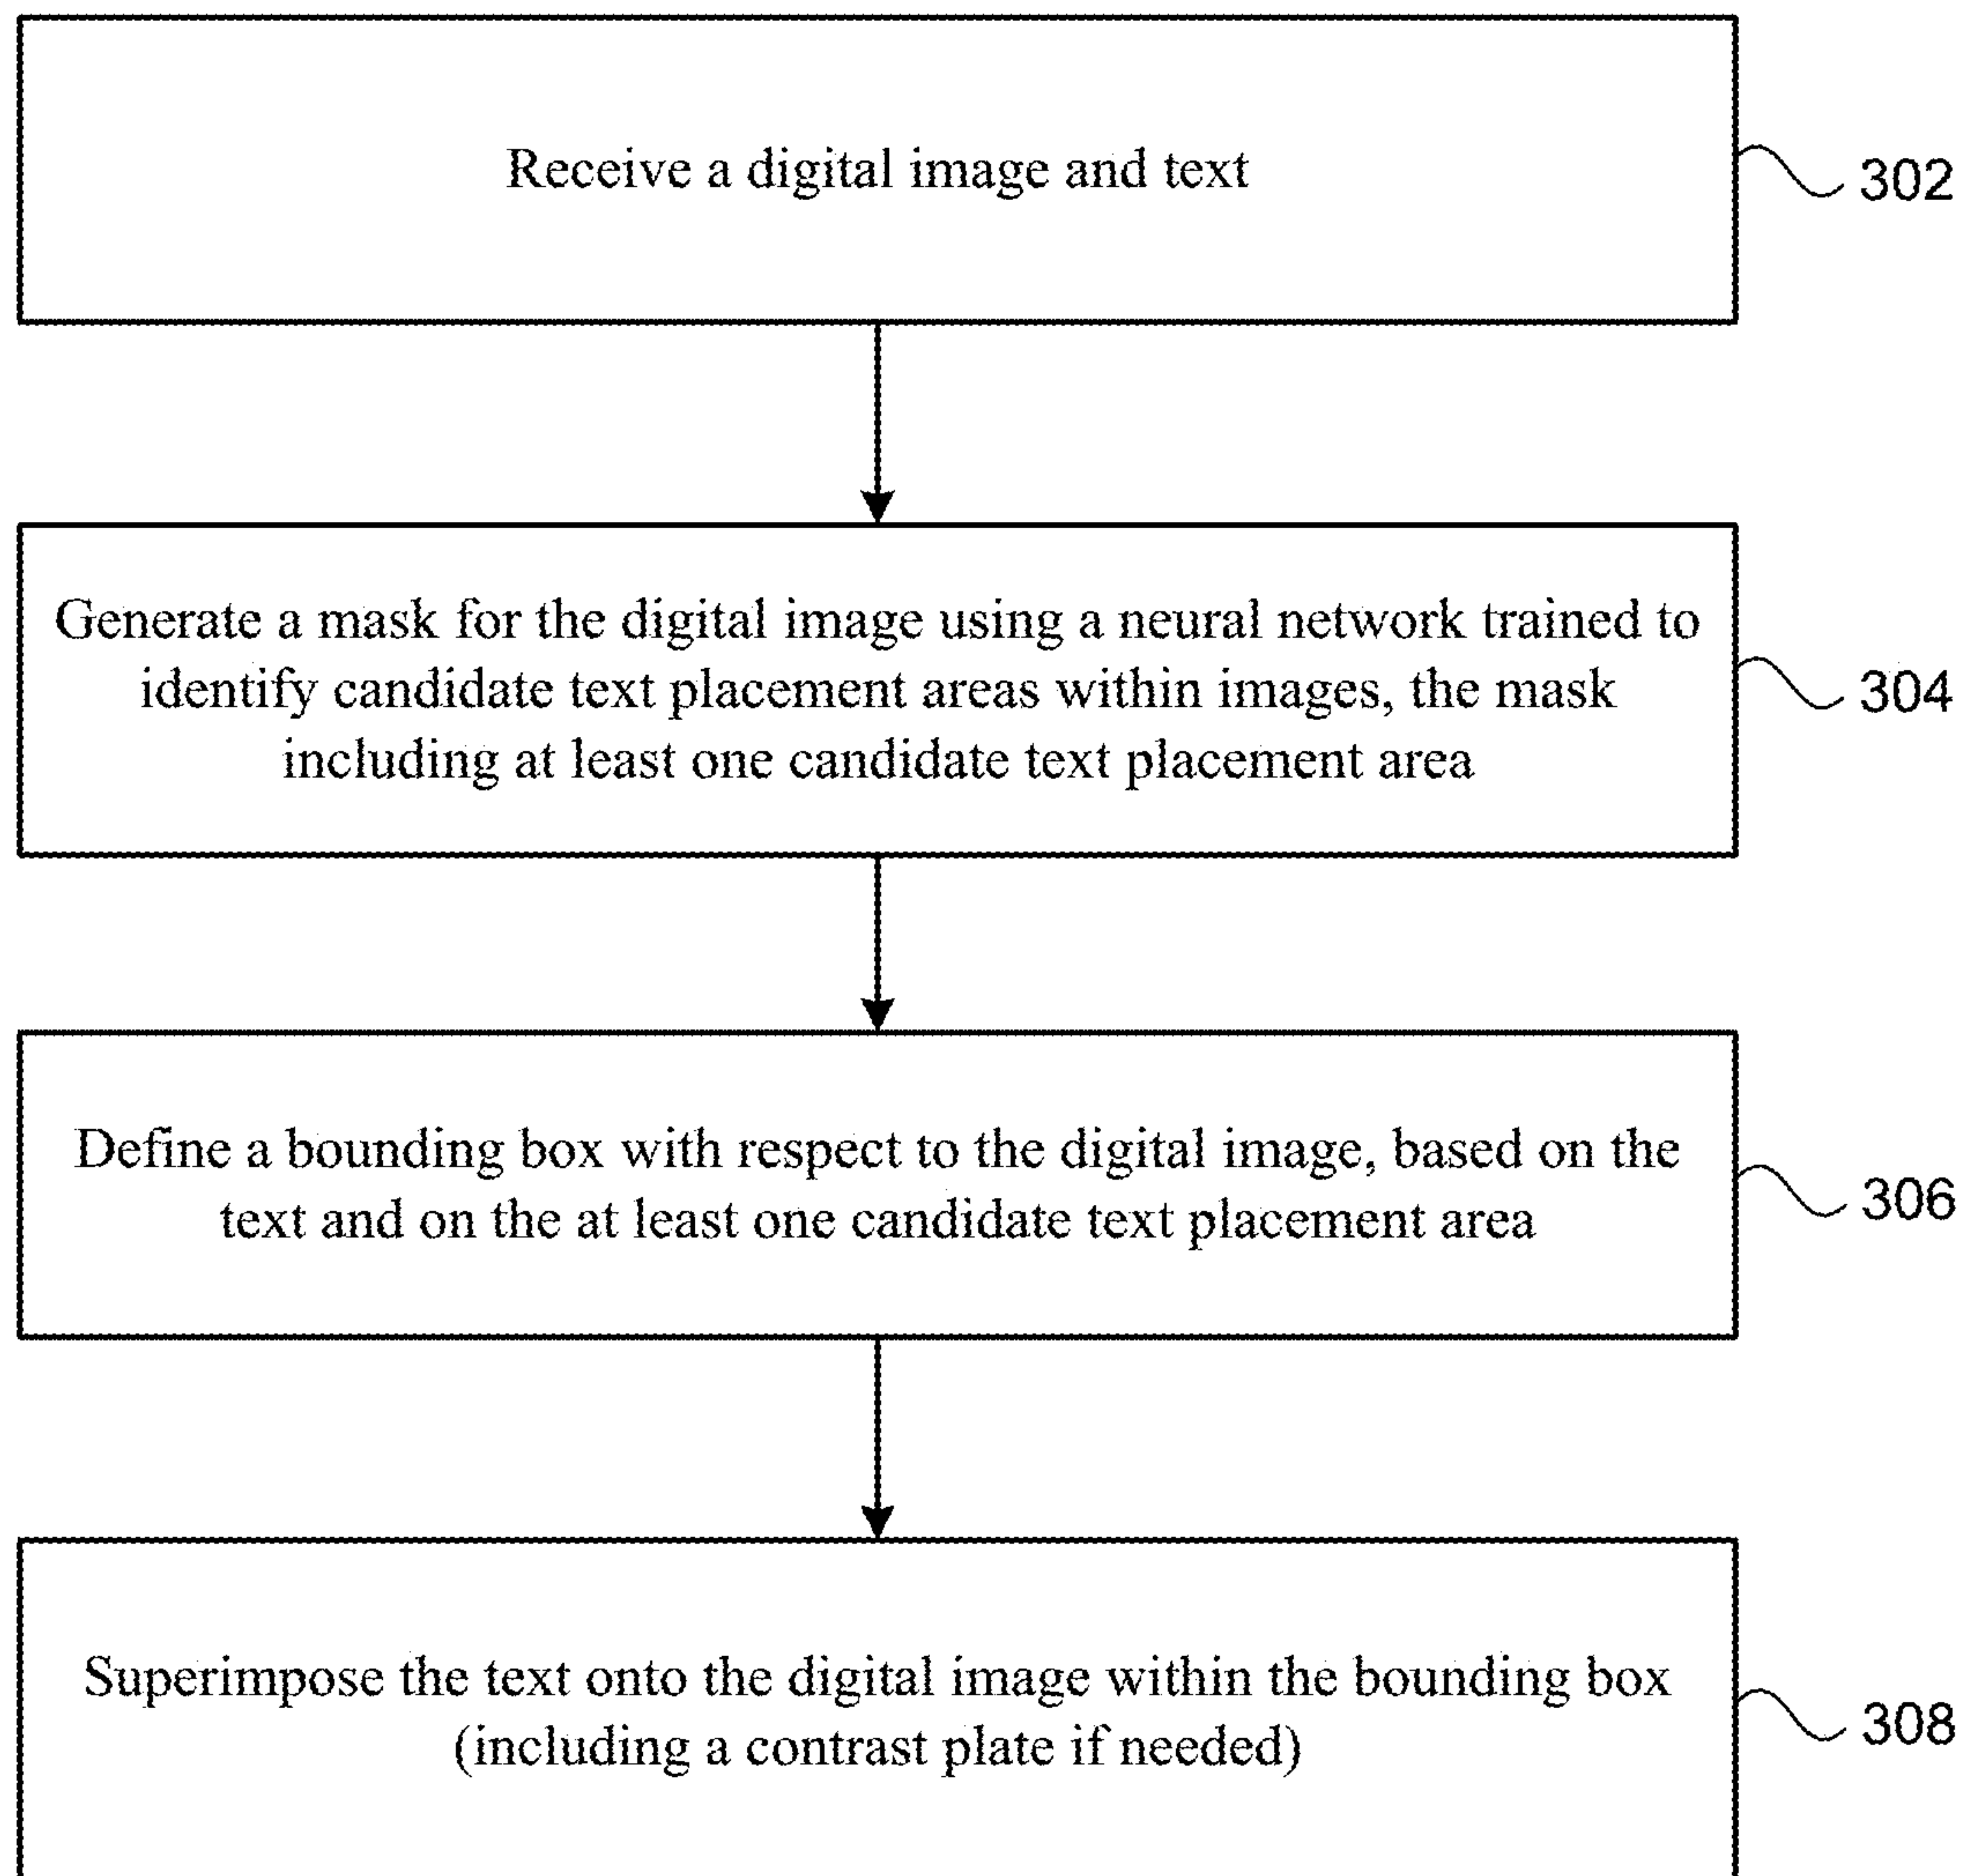 Receive a digital image and text
302
Generate a mask for the digital image using a neural network trained to
identify candidate text placement areas within images, the mask
including at least one candidate text placement area
304
Define a bounding box with respect to the digital image, based on the
text and on the at least one candidate text placement area
306
Superimpose the text onto the digital image within the bounding box
(including a contrast plate if needed)
308